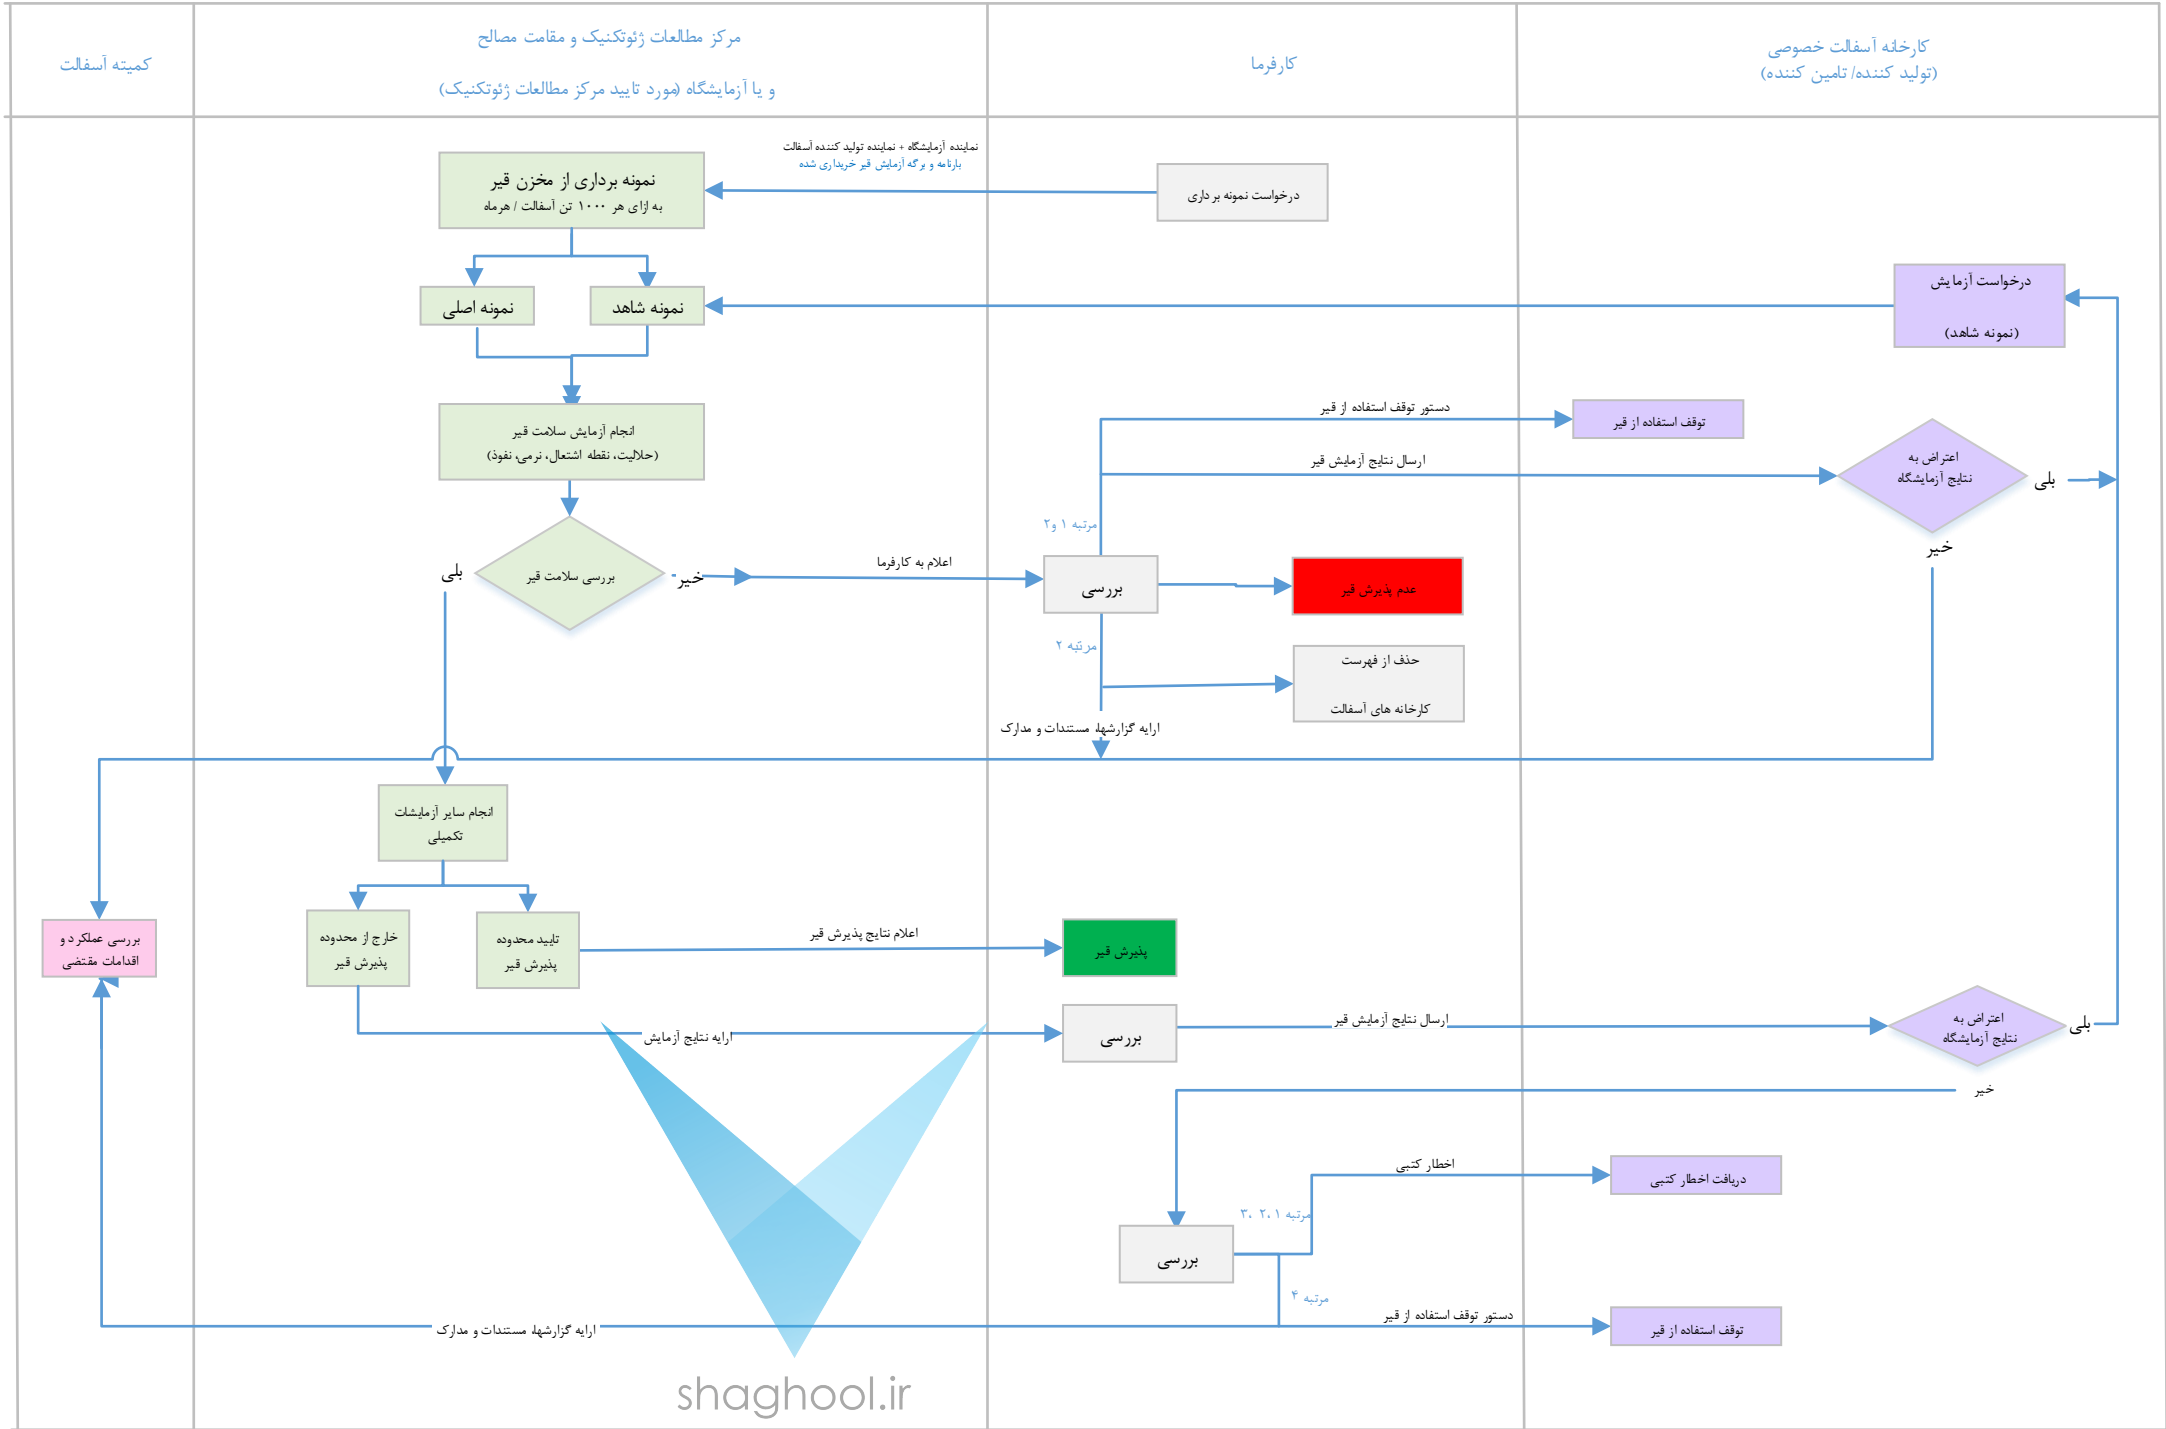 کارخانه آسفالت خصوصی
(تولید کننده/ تامین کننده)
کارفرما
مرکز مطالعات ژئوتکنیک و مقامت مصالح
و یا آزمایشگاه (مورد تایید مرکز مطالعات ژئوتکنیک)
کمیته آسفالت
نماینده آزمایشگاه + نماینده تولید کننده آسفالت
بارنامه و برگه آزمایش قیر خریداری شده
درخواست نمونه برداری
نمونه برداری از مخزن قیر
به ازای هر ۱۰۰۰ تن آسفالت / هرماه
درخواست آزمایش
(نمونه شاهد)
نمونه شاهد
نمونه اصلی
دستور توقف استفاده از قیر
توقف استفاده از قیر
انجام آزمایش سلامت قیر
(حلالیت، نقطه اشتعال، نرمی، نفوذ)
ارسال نتایج آزمایش قیر
اعتراض به
نتایج آزمایشگاه
بلی
خیر
مرتبه ۱ و۲
بررسی سلامت قیر
بلی
خیر
اعلام به کارفرما
بررسی
عدم پذیرش قیر
مرتبه ۲
حذف از فهرست
کارخانه های آسفالت
ارایه گزارشها، مستندات و مدارک
انجام سایر آزمایشات
تکمیلی
تایید محدوده
پذیرش قیر
خارج از محدوده
پذیرش قیر
بررسی عملکرد و
اقدامات مقتضی
اعلام نتایج پذیرش قیر
پذیرش قیر
ارایه نتایج آزمایش
بررسی
ارسال نتایج آزمایش قیر
اعتراض به
نتایج آزمایشگاه
بلی
خیر
اخطار کتبی
دریافت اخطار کتبی
مرتبه ۱، ۲، ۳
بررسی
مرتبه ۴
دستور توقف استفاده از قیر
توقف استفاده از قیر
ارایه گزارشها، مستندات و مدارک
shaghool.ir